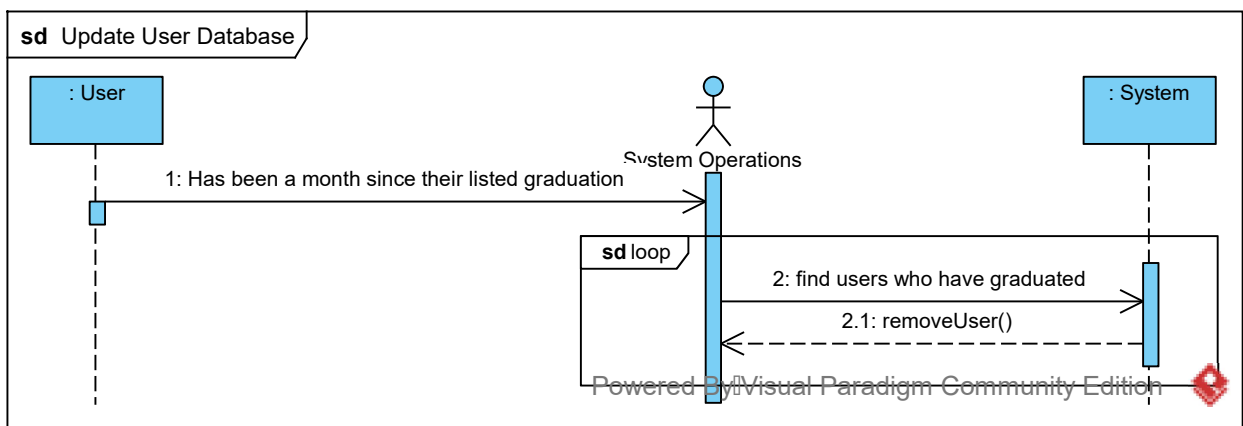 sd Update User Database
: User
: System
System Operations
1: Has been a month since their listed graduation
sd loop
2: find users who have graduated
2.1: removeUser()
Powered By Visual Paradigm Community Edition